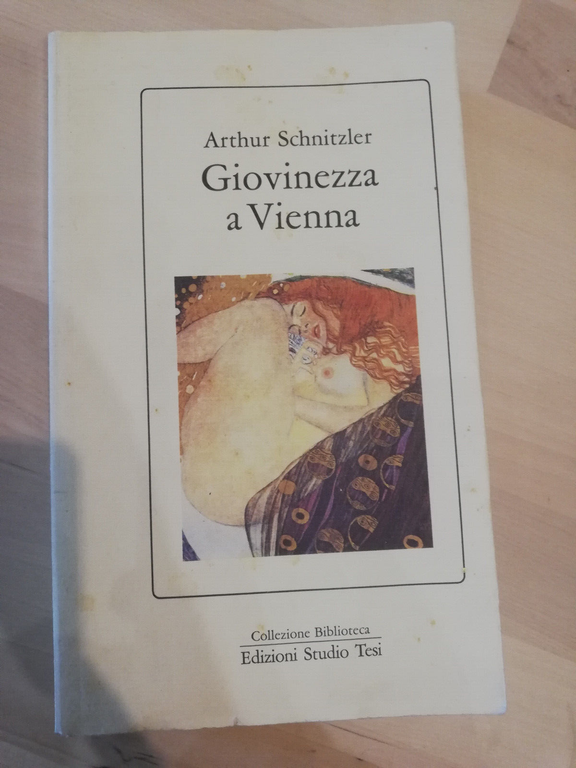 Arthur Schnitzler
Giovinezza
a Vienna
Collezione Biblioteca
Edizioni Studio Tesi